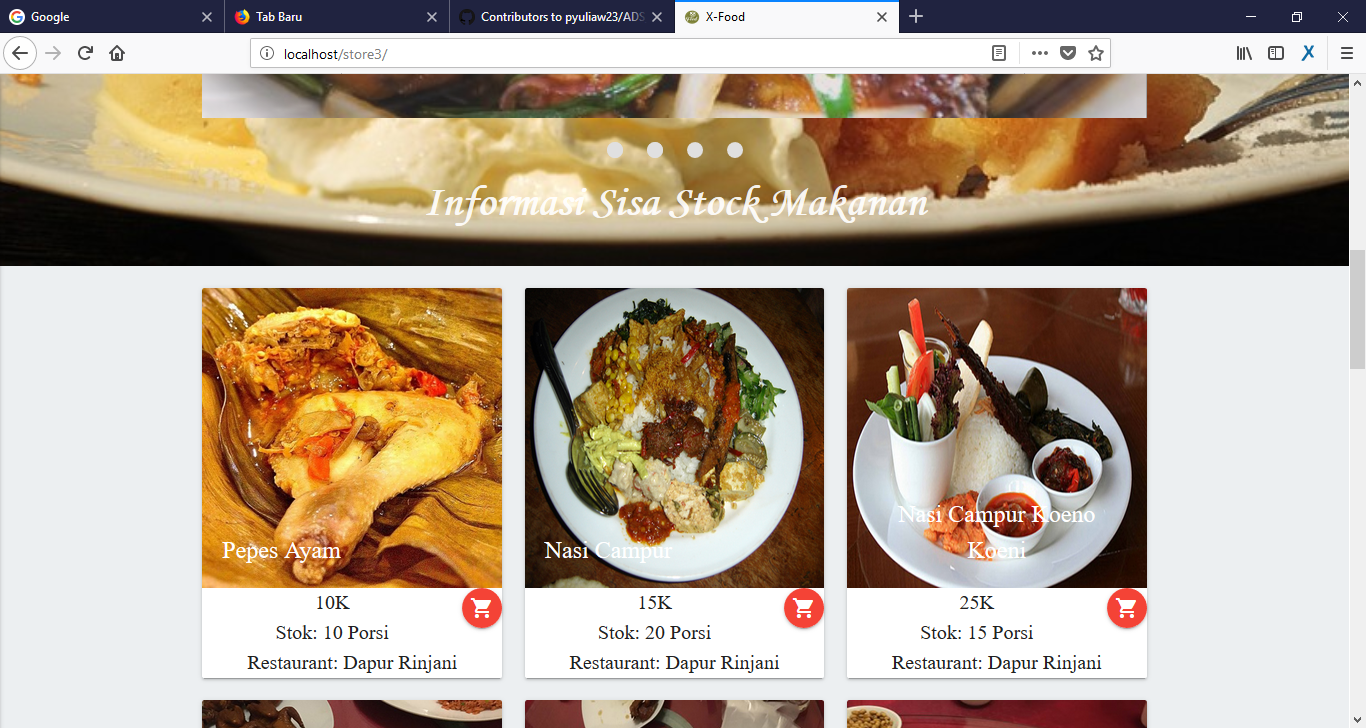 Google
Tab Baru
Contributors to pyuliaw23/ADS
X-Food
localhost/store3/
Informasi Sisa Stock Makanan
Pepes Ayam
10K
Stok: 10 Porsi
Restaurant: Dapur Rinjani
Nasi Campur
15K
Stok: 20 Porsi
Restaurant: Dapur Rinjani
Nasi Campur Koeno
Koeni
25K
Stok: 15 Porsi
Restaurant: Dapur Rinjani